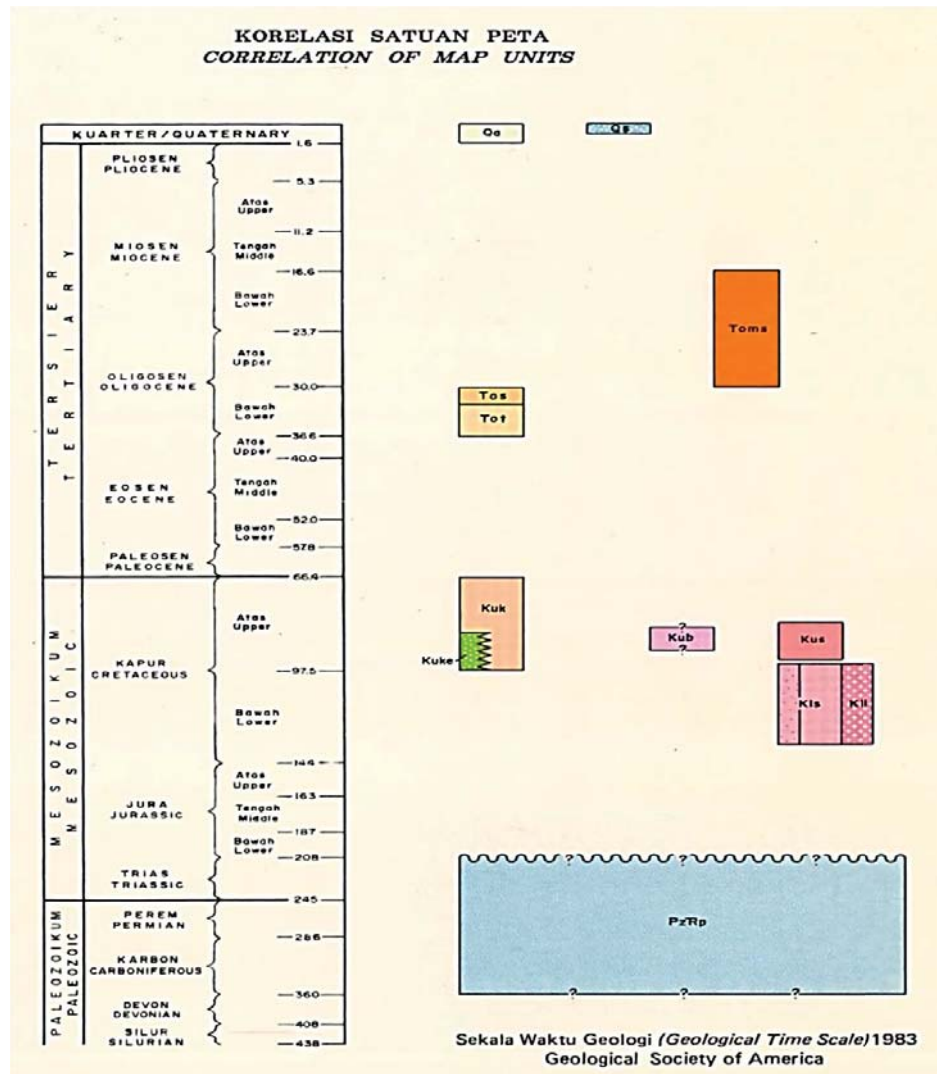 KORELASI SATUAN PETA
CORRELATION OF MAP UNITS
KUARTER/QUATERNARY
Qa
Qs
1.6
PLIOSEN
PLIOCENE
5.3
Atas
Upper
11.2
MIOSEN
MIOCENE
Tengah
Middle
16.6
Bawah
Lower
23.7
Toms
Atas
Upper
OLIGOSEN
OLIGOCENE
30.0
Tos
Tot
Bawah
Lower
36.6
Atas
Upper
40.0
EOSEN
EOCENE
Tengah
Middle
52.0
Bawah
Lower
57.8
PALEOSEN
PALEOCENE
66.4
TERSIER
TERTIARY
Atas
Upper
Kuk
Kuke
?
Kub
?
Kus
KAPUR
CRETACEOUS
97.5
Kls
Kll
Bawah
Lower
144
Atas
Upper
163
JURA
JURASSIC
Tengah
Middle
187
Bawah
Lower
208
? ? ?
TRIAS
TRIASSIC
245
MESOZOIKUM
MESOZOIC
PEREM
PERMIAN
286
KARBON
CARBONIFEROUS
360
DEVON
DEVONIAN
408
SILUR
SILURIAN
438
PALEOZOIKUM
PALEOZOIC
? ? ?
Sekala Waktu Geologi (Geological Time Scale) 1983
Geological Society of America